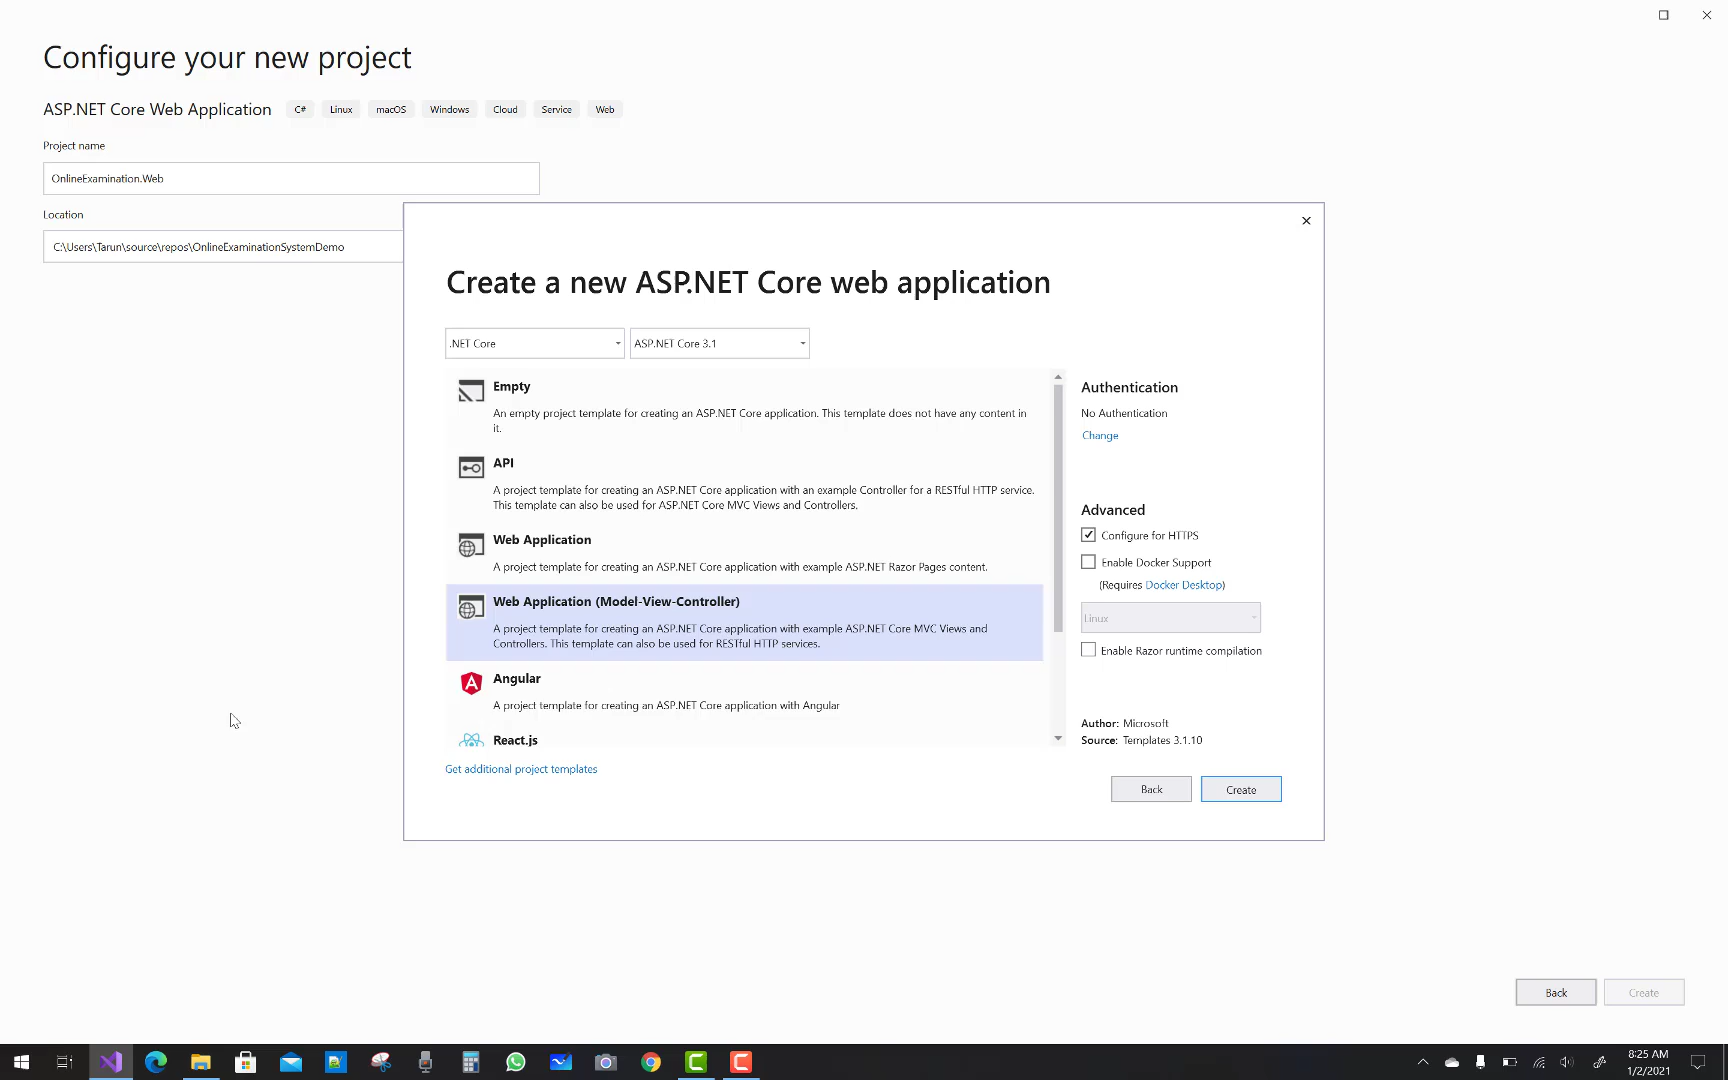 Configure your new project
ASP.NET Core Web Application C# Linux macOS Windows Cloud Service Web
Project name
OnlineExamination.Web
Location
C:\Users\Tarun\source\repos\OnlineExaminationSystemDemo
Create a new ASP.NET Core web application
.NET Core
ASP.NET Core 3.1
Empty
An empty project template for creating an ASP.NET Core application. This template does not have any content in
it.
API
A project template for creating an ASP.NET Core application with an example Controller for a RESTful HTTP service.
This template can also be used for ASP.NET Core MVC Views and Controllers.
Web Application
A project template for creating an ASP.NET Core application with example ASP.NET Razor Pages content.
Web Application (Model-View-Controller)
A project template for creating an ASP.NET Core application with example ASP.NET Core MVC Views and
Controllers. This template can also be used for RESTful HTTP services.
Angular
A project template for creating an ASP.NET Core application with Angular
React.js
Get additional project templates
Authentication
No Authentication
Change
Advanced
Configure for HTTPS
Enable Docker Support
(Requires Docker Desktop)
Linux
Enable Razor runtime compilation
Author: Microsoft
Source: Templates 3.1.10
Back
Create
Back
Create
8:25 AM
1/2/2021